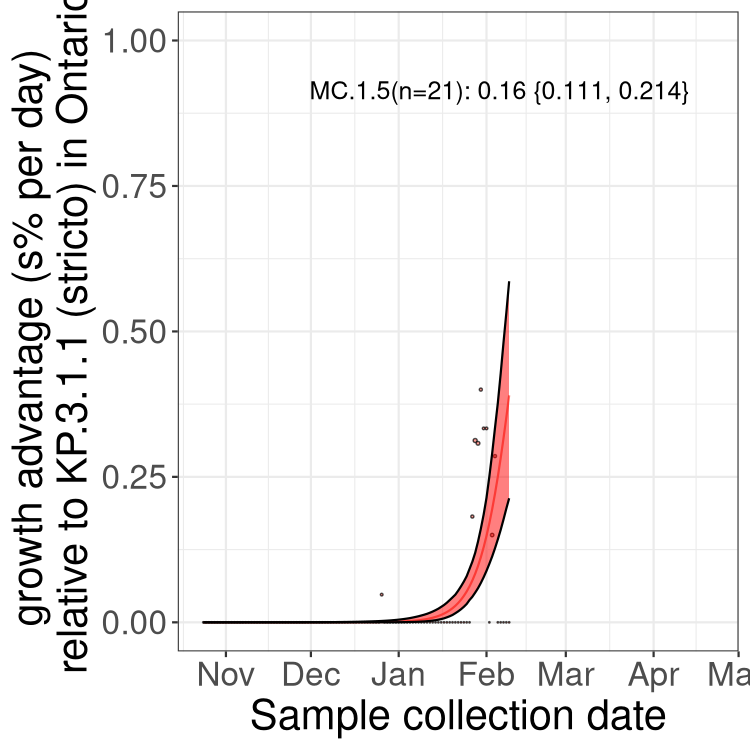 growth advantage (s% per day)
relative to KP.3.1.1 (stricto) in Ontario
1.00
0.75
0.50
0.25
0.00
MC.1.5(n=21): 0.16 {0.111, 0.214}
Nov Dec Jan Feb Mar Apr Ma
Sample collection date